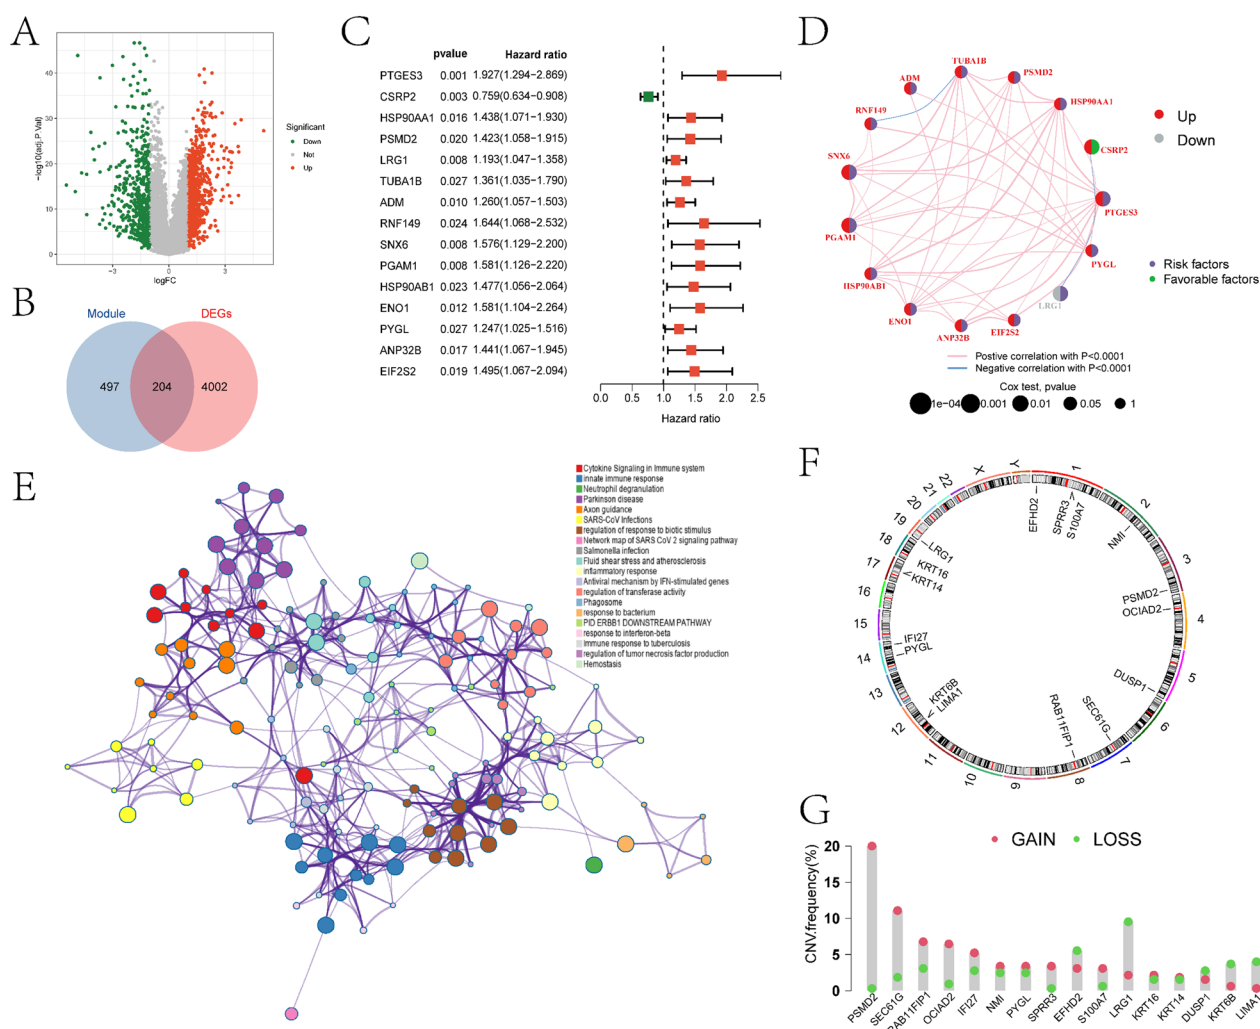 A
Significant
Down
Not
Up
−log10(adj.P.Val)
40
30
20
10
0
−3
0
3
logFC
B
Module
DEGs
497
204
4002
C
pvalue Hazard ratio
PTGES3 0.001 1.927(1.294−2.869)
CSRP2 0.003 0.759(0.634−0.908)
HSP90AA1 0.016 1.438(1.071−1.930)
PSMD2 0.020 1.423(1.058−1.915)
LRG1 0.008 1.193(1.047−1.358)
TUBA1B 0.027 1.361(1.035−1.790)
ADM 0.010 1.260(1.057−1.503)
RNF149 0.024 1.644(1.068−2.532)
SNX6 0.008 1.576(1.129−2.200)
PGAM1 0.008 1.581(1.126−2.220)
HSP90AB1 0.023 1.477(1.056−2.064)
ENO1 0.012 1.581(1.104−2.264)
PYGL 0.027 1.247(1.025−1.516)
ANP32B 0.017 1.441(1.067−1.945)
EIF2S2 0.019 1.495(1.067−2.094)
0.0 0.5 1.0 1.5 2.0 2.5
Hazard ratio
D
TUBA1B
PSMD2
ADM
HSP90AA1
RNF149
CSRP2
SNX6
PTGES3
PGAM1
PYGL
HSP90AB1
LRG1
ENO1
EIF2S2
ANP32B
Up
Down
Risk factors
Favorable factors
Postive correlation with P<0.0001
Negative correlation with P<0.0001
Cox test, pvalue
1e−04 0.001 0.01 0.05 1
E
Cytokine Signaling in Immune system
Innate immune response
Neutrophil degranulation
Parkinson disease
Axon guidance
SARS-CoV Infections
regulation of response to biotic stimulus
Network map of SARS CoV 2 signaling pathway
Salmonella infection
Fluid shear stress and atherosclerosis
inflammatory response
Antiviral mechanism by IFN-stimulated genes
regulation of transferase activity
Phagosome
response to bacterium
PID ERBB1 DOWNSTREAM PATHWAY
response to interferon-beta
Immune response to tuberculosis
regulation of tumor necrosis factor production
Hemostasis
F
1
2
3
4
5
6
7
8
9
10
11
12
13
14
15
16
17
18
19
20
21
22
X
Y
EFHD2
SPRR3
S100A7
NMI
PSMD2
OCIAD2
DUSP1
SEC61G
RAB11FIP1
LIMA1
KRT6B
PYGL
IFI27
KRT14
KRT16
LRG1
G
GAIN LOSS
CNV.frequency(%)
20
15
10
5
0
PSMD2
SEC61G
RAB11FIP1
OCIAD2
IFI27
NMI
PYGL
SPRR3
EFHD2
S100A7
LRG1
KRT16
KRT14
DUSP1
KRT6B
LIMA1